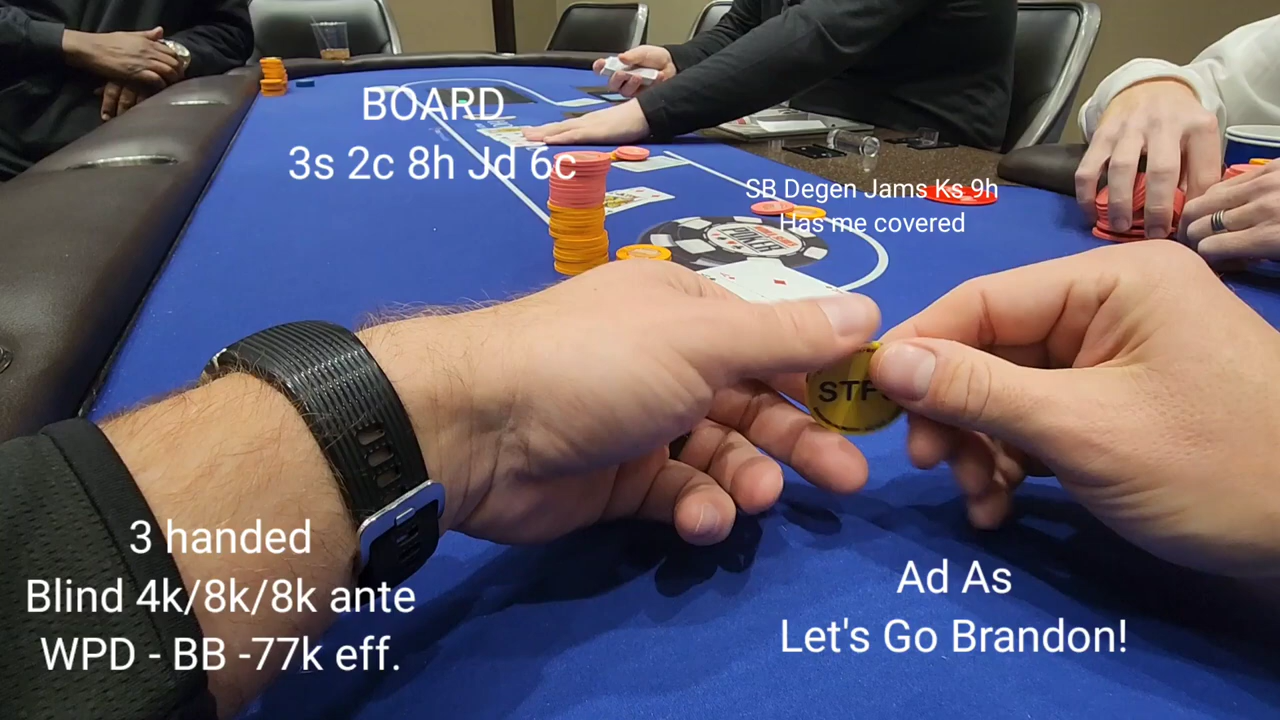 BOARD
3s 2c 8h Jd 6c
SB Degen Jams Ks 9h
Has me covered
POKER
STF
3 handed
Blind 4k/8k/8k ante
WPD - BB -77k eff.
Ad As
Let's Go Brandon!